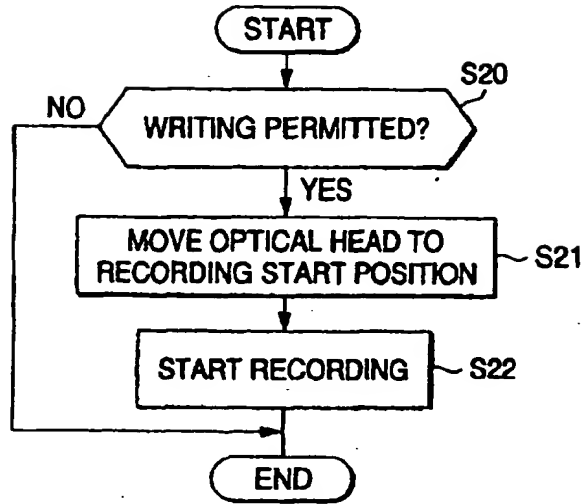 START
S20
NO
WRITING PERMITTED?
YES
MOVE OPTICAL HEAD TO
RECORDING START POSITION
S21
START RECORDING
S22
END